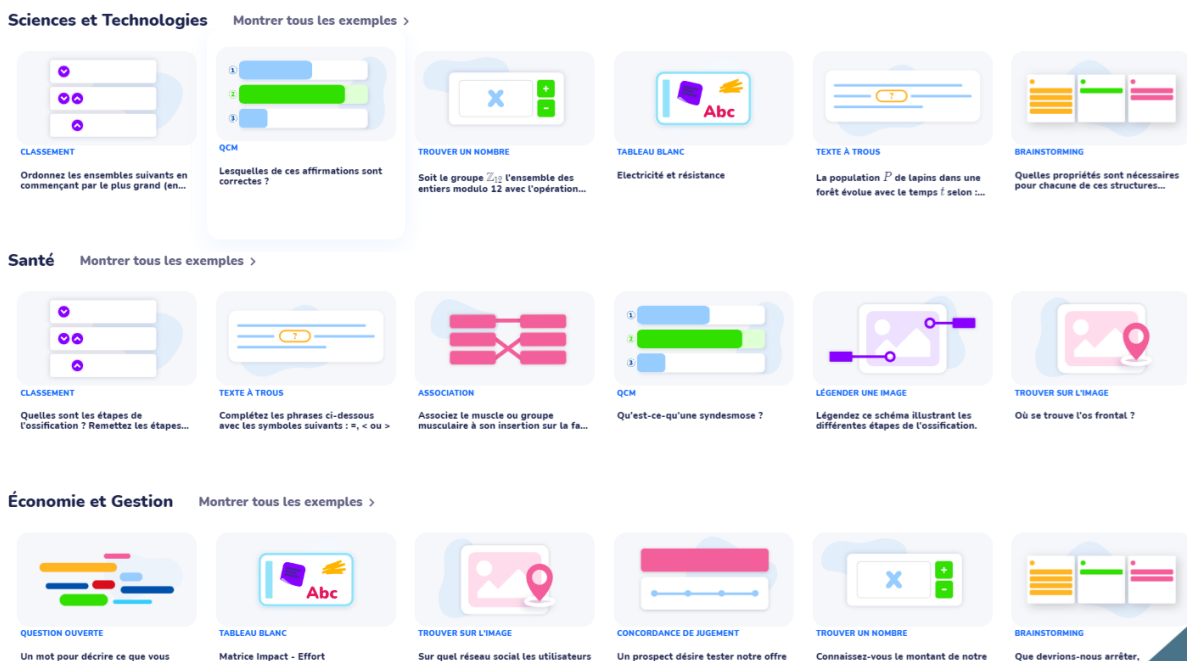 Sciences et Technologies Montrer tous les exemples >
CLASSEMENT
Ordonnez les ensembles suivants en
commençant par le plus grand (en...
QCM
Lesquelles de ces affirmations sont
correctes ?
TROUVER UN NOMBRE
Soit le groupe ℤ₁₂ l'ensemble des
entiers modulo 12 avec l'opération...
Abc
TABLEAU BLANC
Electricité et résistance
?
TEXTE À TROUS
La population P de lapins dans une
forêt évolue avec le temps t selon :...
BRAINSTORMING
Quelles propriétés sont nécessaires
pour chacune de ces structures...
Santé Montrer tous les exemples >
CLASSEMENT
Quelles sont les étapes de
l'ossification ? Remettez les étapes...
?
TEXTE À TROUS
Complétez les phrases ci-dessous
avec les symboles suivants : =, < ou >
ASSOCIATION
Associez le muscle ou groupe
musculaire à son insertion sur la fa...
QCM
Qu'est-ce-qu'une syndesmose ?
LÉGENDER UNE IMAGE
Légendez ce schéma illustrant les
différentes étapes de l'ossification.
TROUVER SUR L'IMAGE
Où se trouve l'os frontal ?
Économie et Gestion Montrer tous les exemples >
QUESTION OUVERTE
Un mot pour décrire ce que vous
Abc
TABLEAU BLANC
Matrice Impact - Effort
TROUVER SUR L'IMAGE
Sur quel réseau social les utilisateurs
CONCORDANCE DE JUGEMENT
Un prospect désire tester notre offre
TROUVER UN NOMBRE
Connaissez-vous le montant de notre
BRAINSTORMING
Que devrions-nous arrêter,